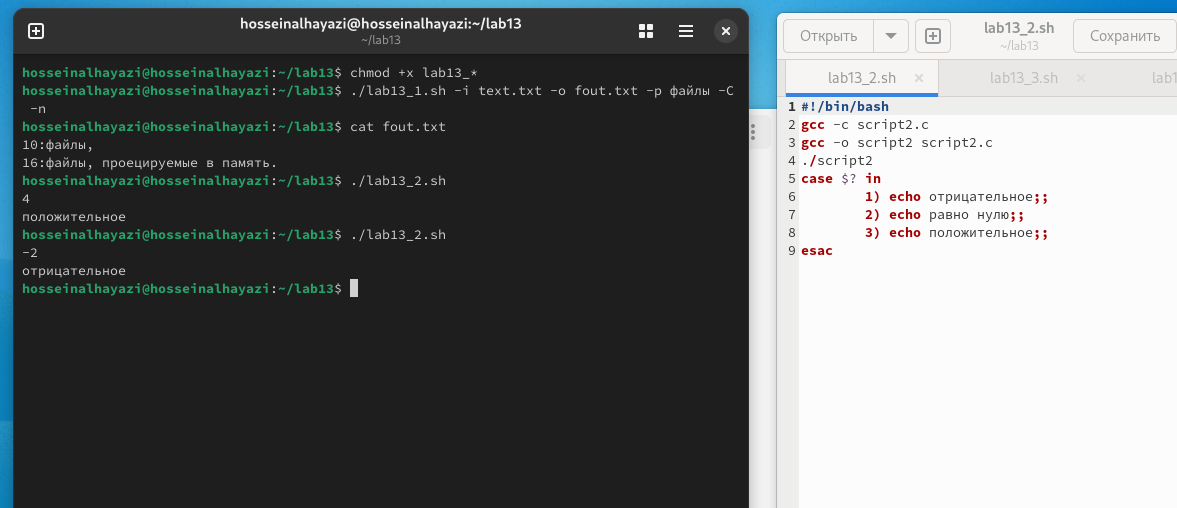 hosseinalhayazi@hosseinalhayazi:~/lab13
~/lab13
hosseinalhayazi@hosseinalhayazi:~/lab13$ chmod +x lab13_*
hosseinalhayazi@hosseinalhayazi:~/lab13$ ./lab13_1.sh -i text.txt -o fout.txt -p файлы -C
-n
hosseinalhayazi@hosseinalhayazi:~/lab13$ cat fout.txt
10:файлы,
16:файлы, проецируемые в память.
hosseinalhayazi@hosseinalhayazi:~/lab13$ ./lab13_2.sh
4
положительное
hosseinalhayazi@hosseinalhayazi:~/lab13$ ./lab13_2.sh
-2
отрицательное
hosseinalhayazi@hosseinalhayazi:~/lab13$
Открыть
lab13_2.sh
~/lab13
Сохранить
lab13_2.sh
lab13_3.sh
lab1
1 #!/bin/bash
2 gcc -c script2.c
3 gcc -o script2 script2.c
4 ./script2
5 case $? in
6 1) echo отрицательное;;
7 2) echo равно нулю;;
8 3) echo положительное;;
9 esac